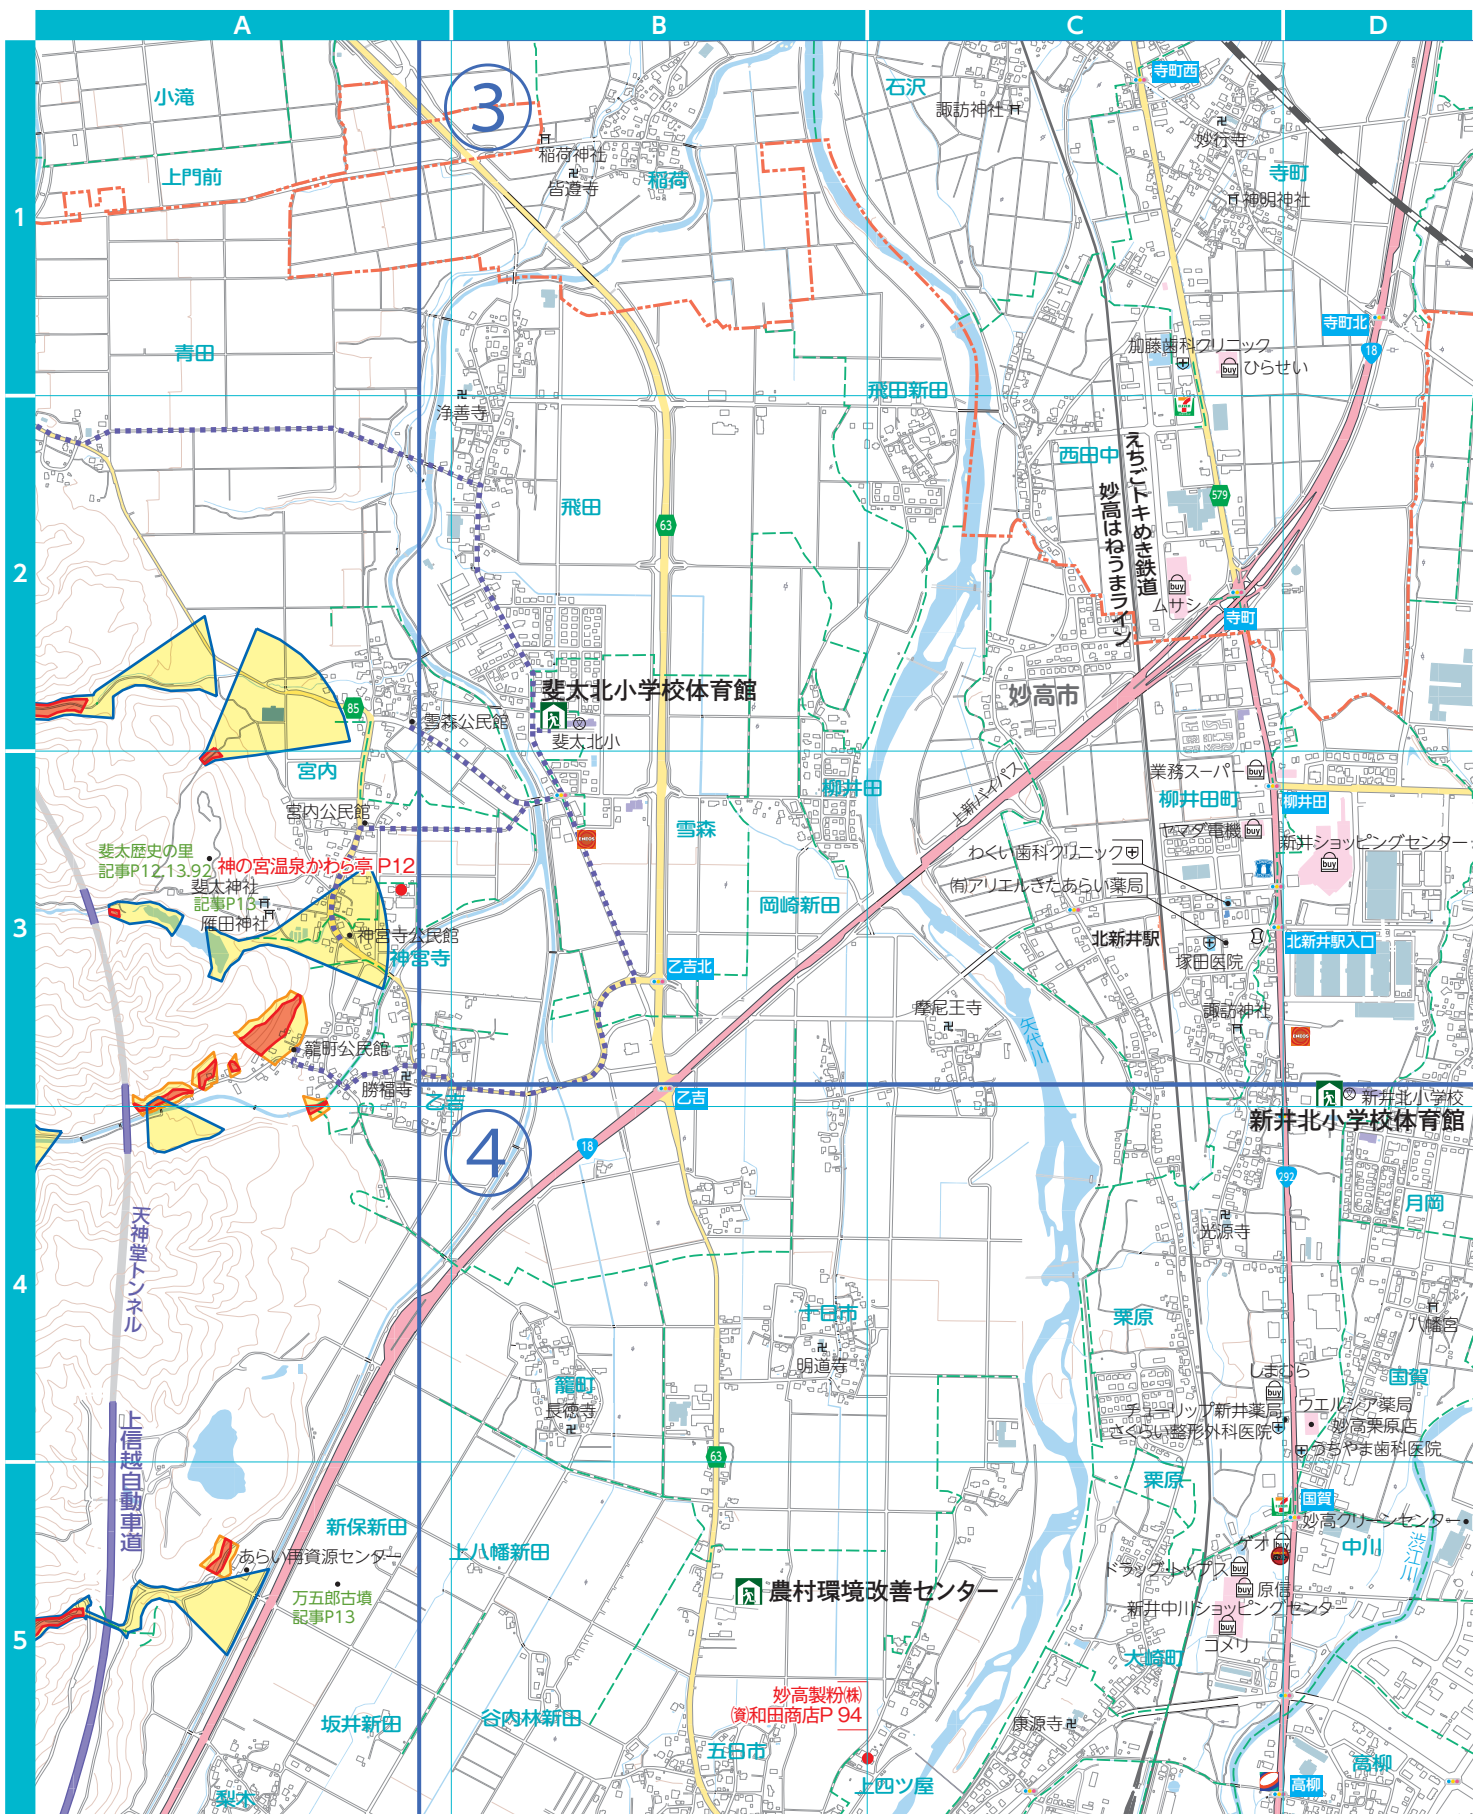 A
B
C
D
1
2
3
4
5
③
④
小滝
上門前
青田
稲荷神社
皆遵寺
稲荷
石沢
諏訪神社
寺町西
妙行寺
寺町
神明神社
寺町北
18
加藤歯科クリニック
buy
ひらせい
飛田新田
浄善寺
西田中
えちごトキめき鉄道
妙高はねうまライン
579
飛田
63
buy
ムサシ
寺町
妙高市
斐太北小学校体育館
斐太北小
85
雪森公民館
宮内
宮内公民館
柳井田
雪森
ENEOS
上新バイパス
業務スーパー
buy
柳井田町
柳井田
ヤマダ電機
buy
新井ショッピングセンター
buy
わくい歯科クリニック
(有)アリエルきたあらい薬局
斐太歴史の里
記事P12,13,92
神の宮温泉かわら亭 P12
斐太神社
記事P13
雁田神社
神宮寺公民館
神宮寺
岡崎新田
乙吉北
北新井駅
北新井駅入口
塚田医院
諏訪神社
ENEOS
摩尼王寺
矢代川
籠町公民館
勝福寺
乙吉
乙吉
新井北小学校
新井北小学校体育館
18
292
月岡
光源寺
天神堂トンネル
十日市
明道寺
栗原
八幡宮
国賀
しまむら
buy
チューリップ新井薬局
さくらい整形外科医院
ウエルシア薬局
妙高栗原店
うちやま歯科医院
籠町
長徳寺
63
上信越自動車道
栗原
国賀
妙高クリーンセンター
中川
渋江川
新保新田
あらい再資源センター
上八幡新田
ゲオ
buy
ドラッグトップス
buy
buy
原信
新井中川ショッピングセンター
buy
コメリ
万五郎古墳
記事P13
農村環境改善センター
大崎町
妙高製粉(株)
(資)和田商店P 94
坂井新田
谷内林新田
五日市
康源寺
上四ツ屋
高柳
高柳
梨木